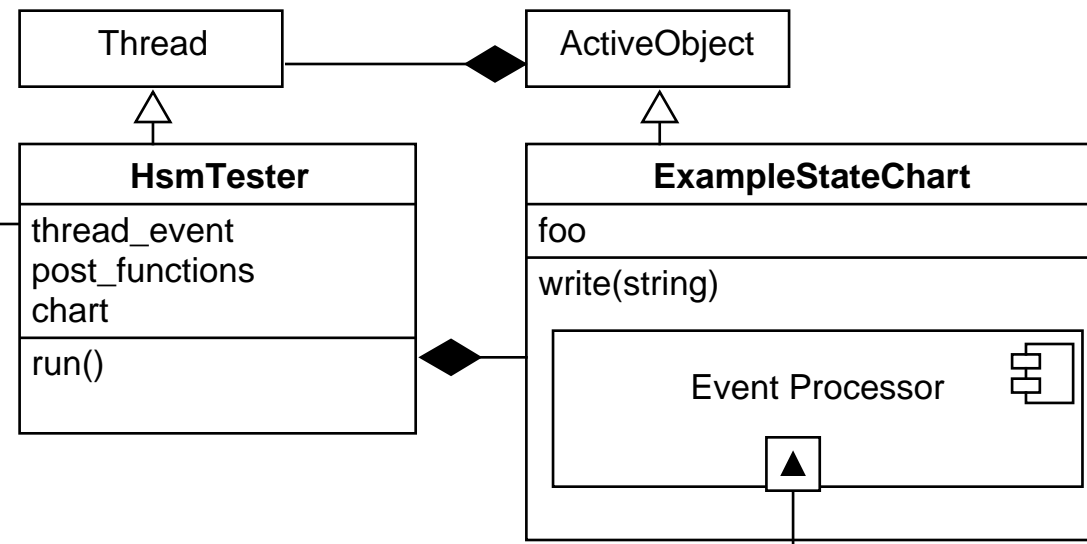 Thread
ActiveObject
HsmTester
thread_event
post_functions
chart
run()
ExampleStateChart
foo
write(string)
Event Processor